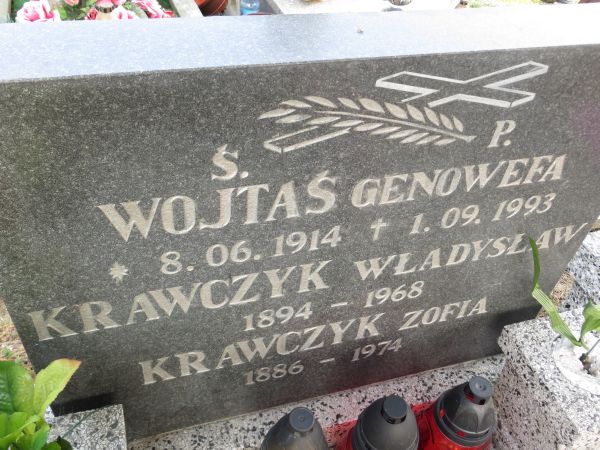 Ś. P.
WOJTAŚ GENOWEFA
* 8. 06. 1914 † 1. 09. 1993
KRAWCZYK WŁADYSŁAW
1894 - 1968
KRAWCZYK ZOFIA
1886 - 1974